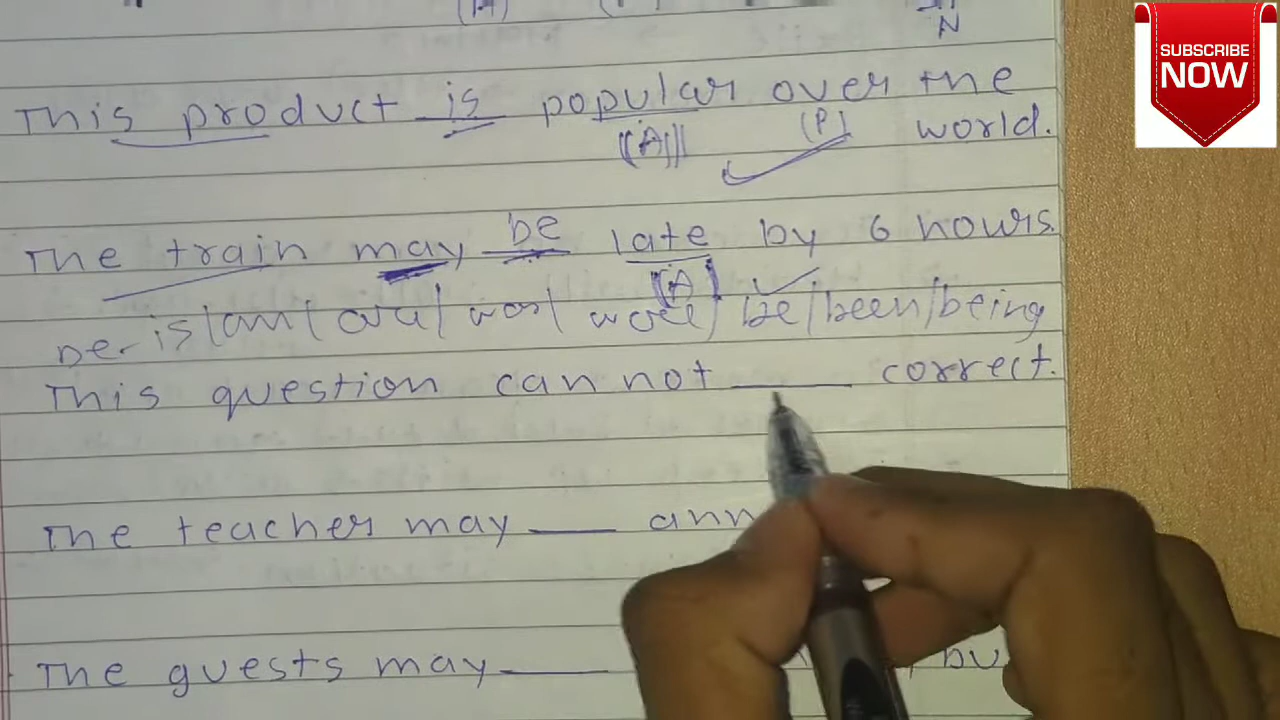 (A)
N
SUBSCRIBE
NOW
This product is popular over the
((A)) (P) world.
The train may be late by 6 hours.
(A)
be - is/am/are/was/were/be/been/being
This question can not ____ correct.
The teacher may ____ ann
The guests may ____ bu